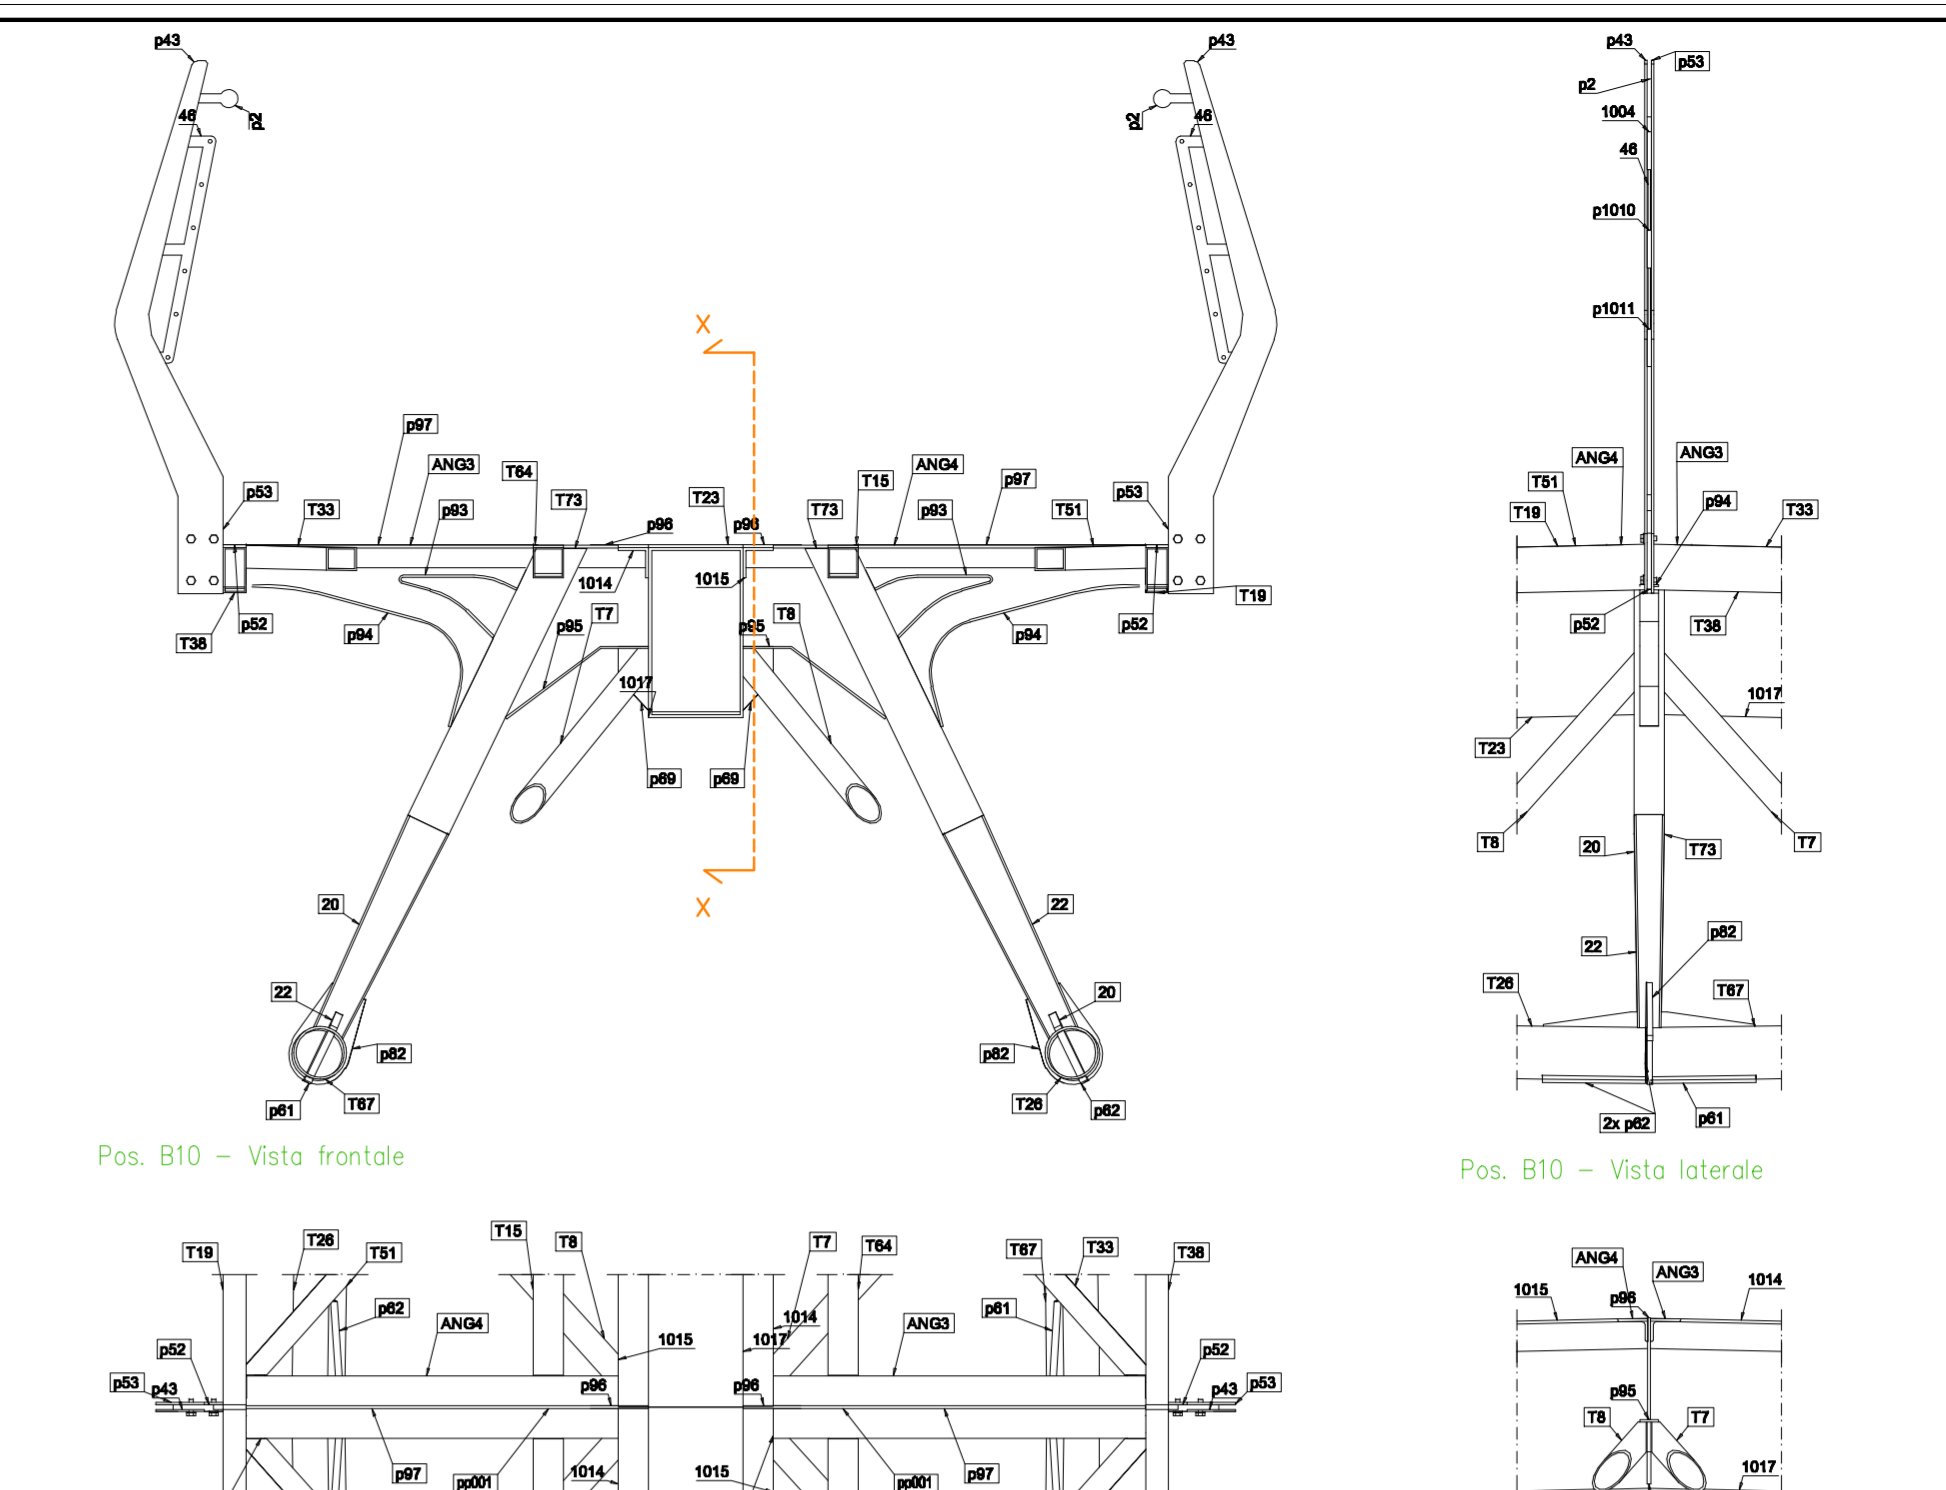 p43
p2
46
p43
p2
46
X
p97
ANG3
T64
T73
p53
T33
p93
p96
T23
p96
T73
T15
ANG4
p97
p93
T51
p53
1014
1015
T19
T38
p52
p94
p95
T7
T8
p95
p94
p52
1017
p69
p69
X
20
22
22
20
p82
p82
p61
T67
T26
p62
Pos. B10 – Vista frontale
p43
p53
p2
1004
46
p1010
p1011
ANG4
ANG3
T51
p94
T19
T33
p52
T38
1017
T23
T8
T7
20
T73
p82
22
T26
T67
2x p62
p61
Pos. B10 – Vista laterale
T19
T26
T51
T15
T8
T7
T64
T67
T33
T38
p62
ANG4
1014
ANG3
p61
1015
1017
p52
p52
p53
p43
p96
p96
p43
p53
p97
pp001
1014
1015
pp001
p97
ANG4
ANG3
1015
p96
1014
p95
T8
T7
1017